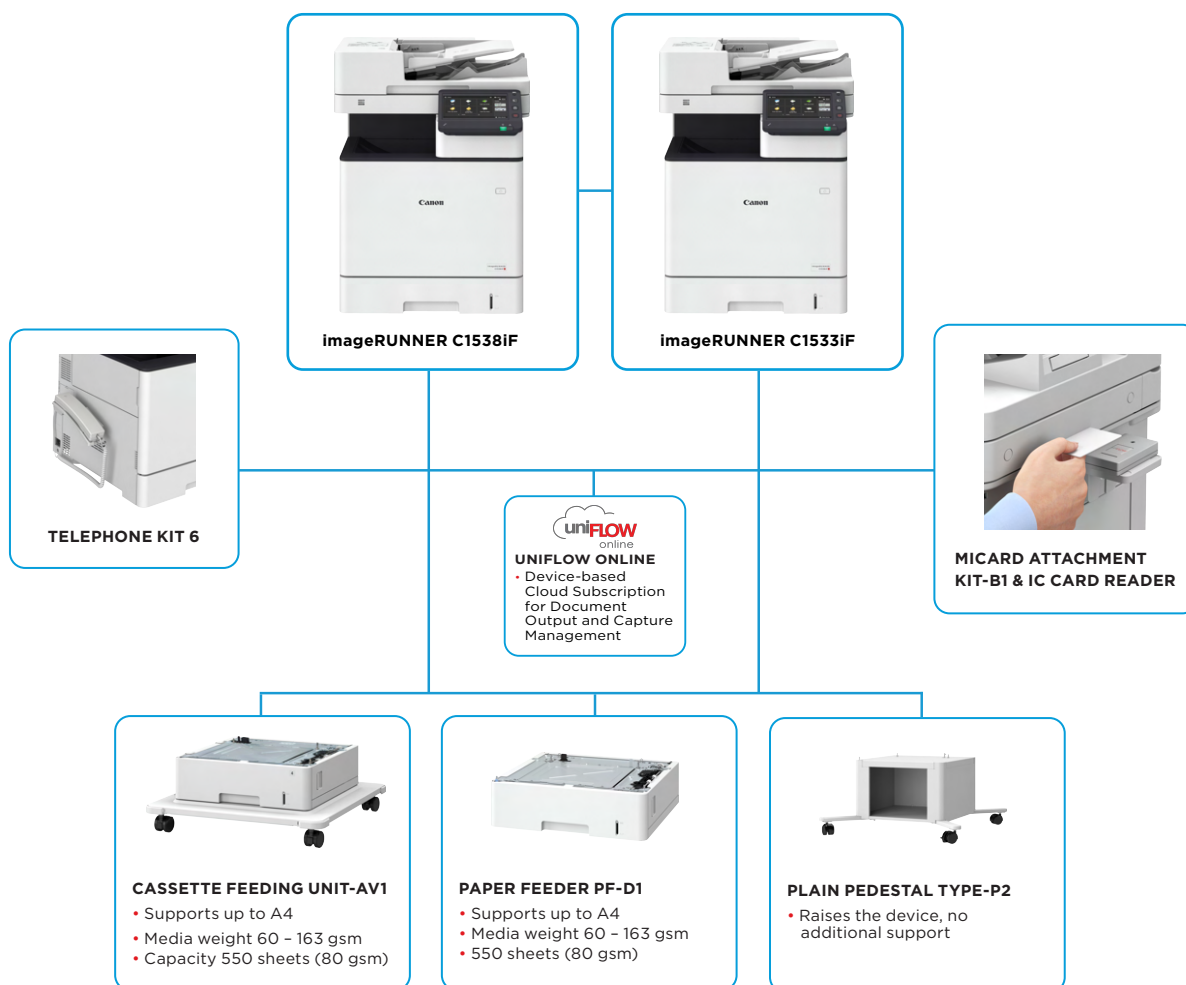 Canon
Canon
imageRUNNER C1538iF
imageRUNNER C1533iF
TELEPHONE KIT 6
uniFLOW
online
UNIFLOW ONLINE
• Device-based
Cloud Subscription
for Document
Output and Capture
Management
MICARD ATTACHMENT
KIT-B1 & IC CARD READER
CASSETTE FEEDING UNIT-AV1
• Supports up to A4
• Media weight 60 – 163 gsm
• Capacity 550 sheets (80 gsm)
PAPER FEEDER PF-D1
• Supports up to A4
• Media weight 60 – 163 gsm
• 550 sheets (80 gsm)
PLAIN PEDESTAL TYPE-P2
• Raises the device, no
additional support